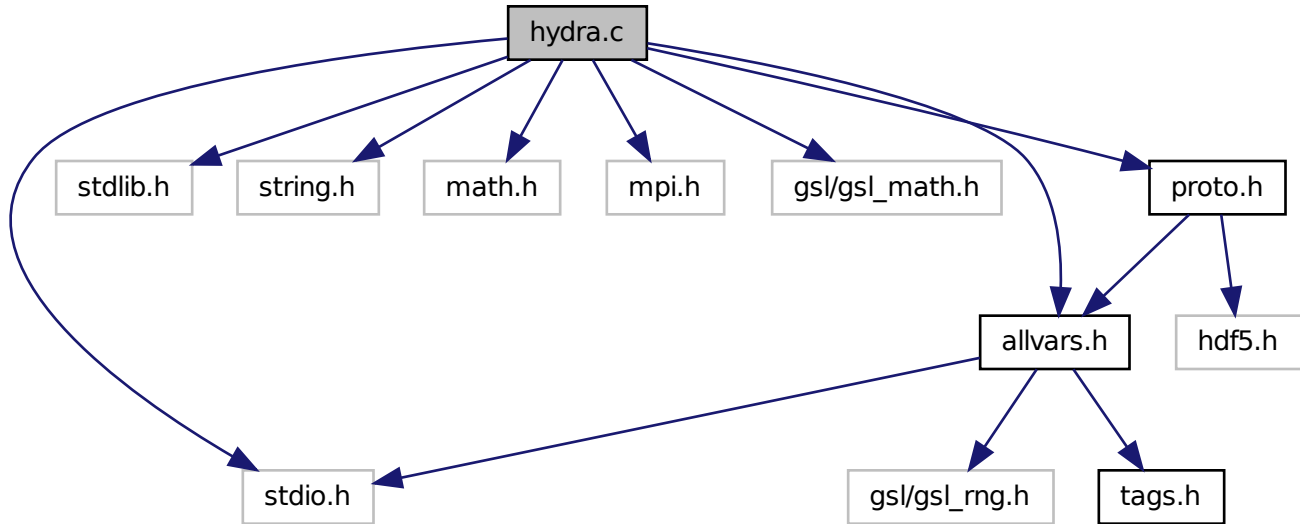 hydra.c
stdlib.h
string.h
math.h
mpi.h
gsl/gsl_math.h
proto.h
allvars.h
hdf5.h
stdio.h
gsl/gsl_rng.h
tags.h